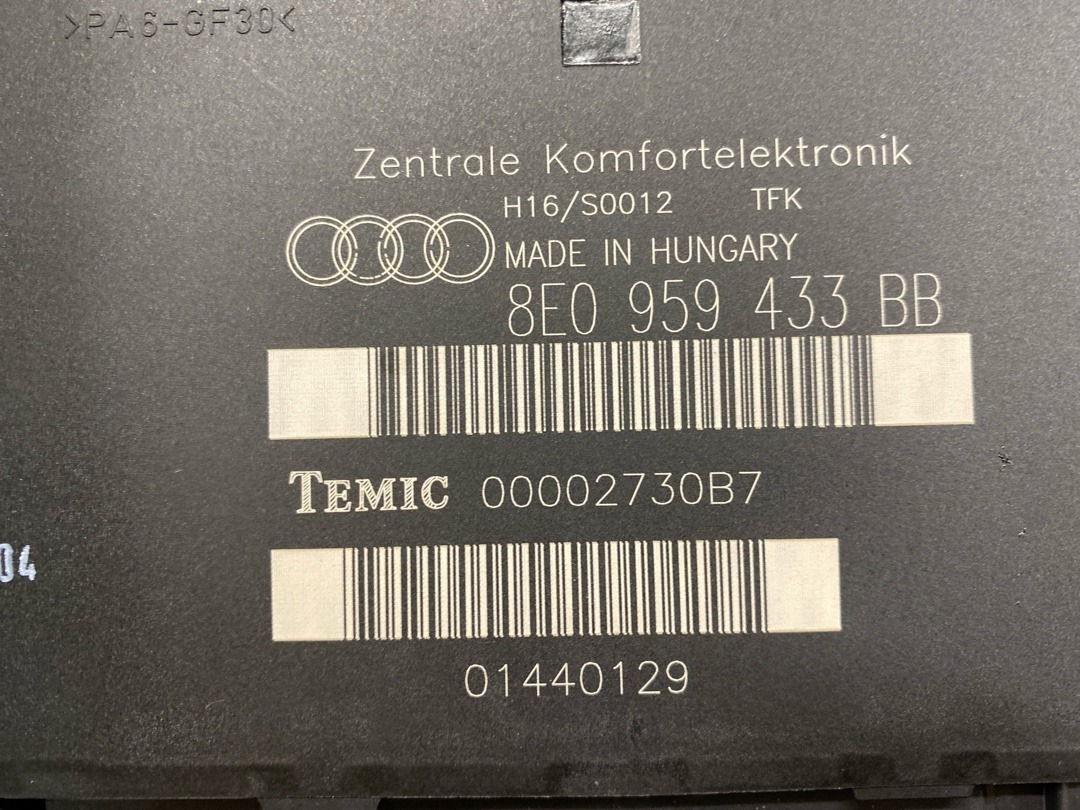 >PA6-GF30<
Zentrale Komfortelektronik
H16/S0012 TFK
MADE IN HUNGARY
8E0 959 433 BB
TEMIC 00002730B7
04
01440129